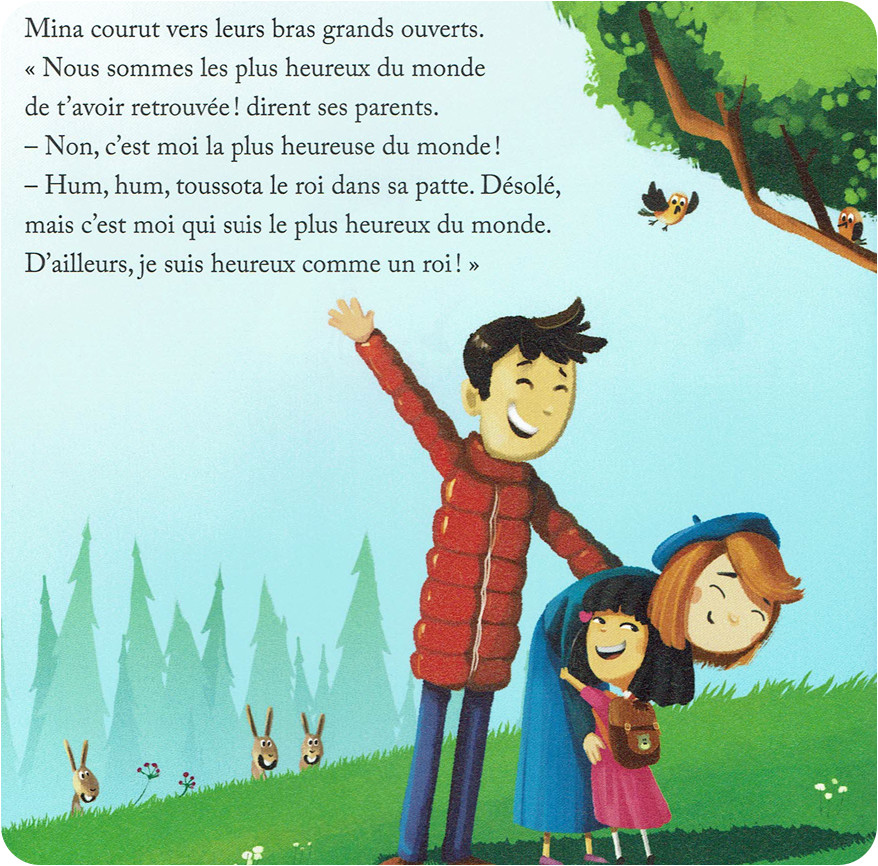 Mina courut vers leurs bras grands ouverts.
« Nous sommes les plus heureux du monde
de t’avoir retrouvée ! dirent ses parents.
– Non, c’est moi la plus heureuse du monde !
– Hum, hum, toussota le roi dans sa patte. Désolé,
mais c’est moi qui suis le plus heureux du monde.
D’ailleurs, je suis heureux comme un roi ! »